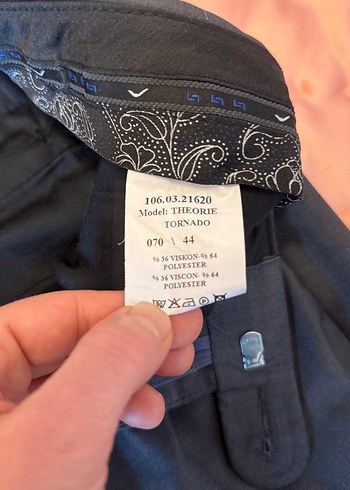 106.03.21620
Model: THEORIE
TORNADO
070 \ 44
% 36 VISKON-% 64
POLYESTER
% 36 VISCON- % 64
POLYESTER